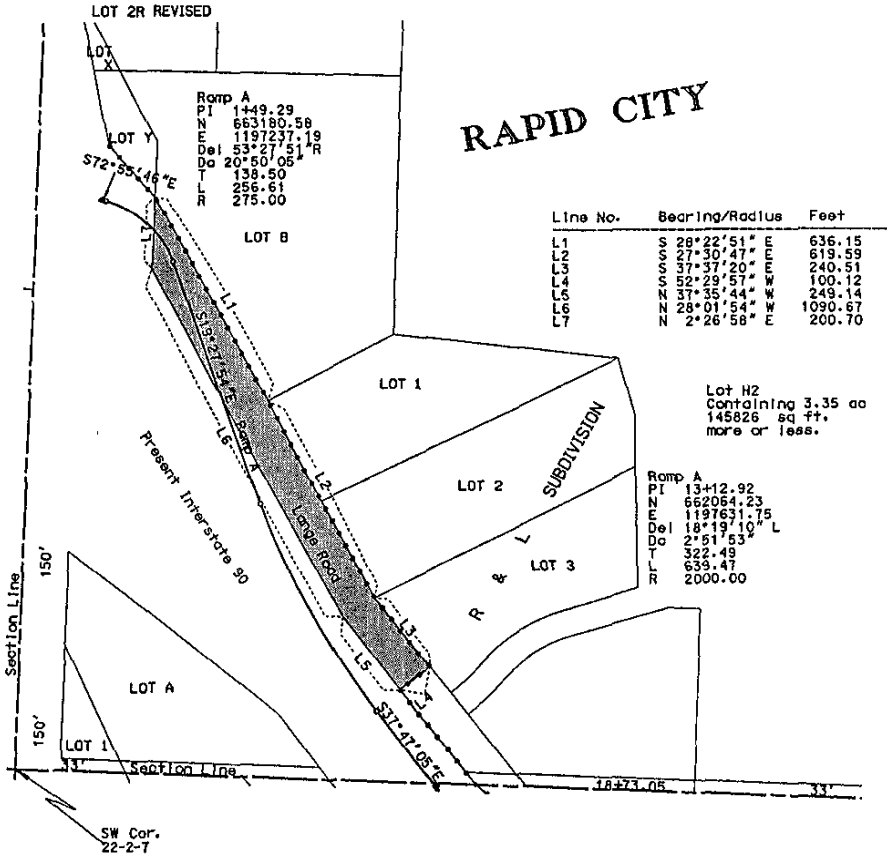 LOT 2R REVISED
LOT
X
RAPID CITY
Ramp A
PI 1+49.29
N 663180.58
E 1197237.19
Del 53°27'51"R
Da 20°50'05"
T 138.50
L 256.61
R 275.00
LOT Y
S72°55'46"E
LOT B
Line No. Bearing/Radius Feet
L1 S 28°22'51" E 636.15
L2 S 27°30'47" E 619.59
L3 S 37°37'20" E 240.51
L4 S 52°29'57" W 100.12
L5 N 37°35'44" W 249.14
L6 N 28°01'54" W 1090.67
L7 N 2°26'58" E 200.70
L7
L1
S19°27'54"E
LOT 1
Lot H2
Containing 3.35 ac
145826 sq ft.
more or less.
L6
Ramp A
Present Interstate 90
L2
LOT 2
SUBDIVISION
Ramp A
PI 13+12.92
N 662064.23
E 1197631.75
Del 18°19'10" L
Da 2°51'53"
T 322.49
L 639.47
R 2000.00
Lange Road
LOT 3
R & L
150'
Section Line
L3
L5
L4
LOT A
S37°47'05"E
150'
LOT 1
33'
Section Line
18+73.05
33'
SW Cor.
22-2-7